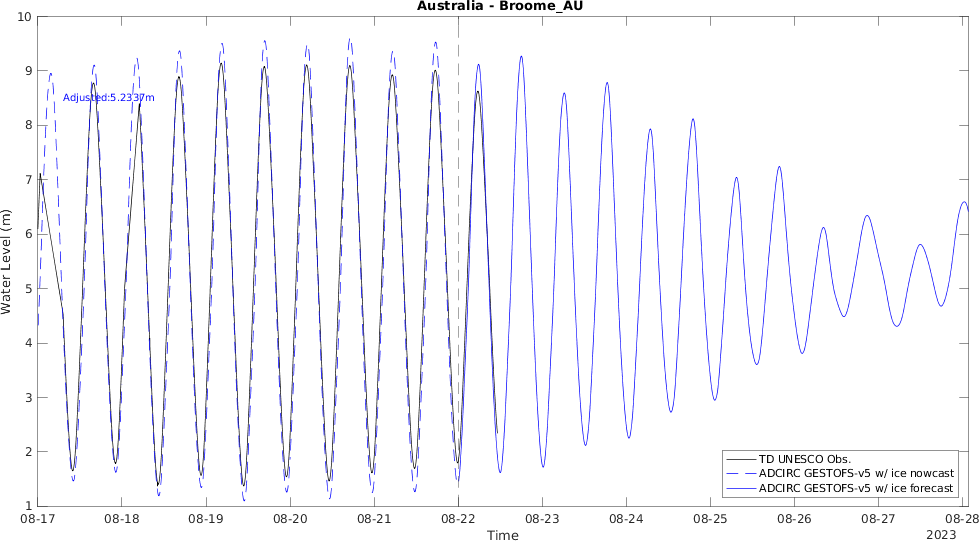 Australia - Broome_AU
10
9
8
7
6
5
4
3
2
1
Water Level (m)
Adjusted:5.2337m
TD UNESCO Obs.
ADCIRC GESTOFS-v5 w/ ice nowcast
ADCIRC GESTOFS-v5 w/ ice forecast
08-17 08-18 08-19 08-20 08-21 08-22 08-23 08-24 08-25 08-26 08-27 08-28
Time
2023